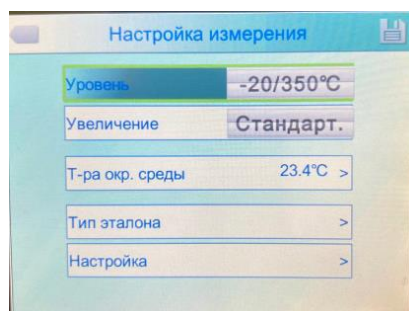 Настройка измерения
Уровень -20/350°C
Увеличение Стандарт.
Т-ра окр. среды 23.4°C >
Тип эталона >
Настройка >